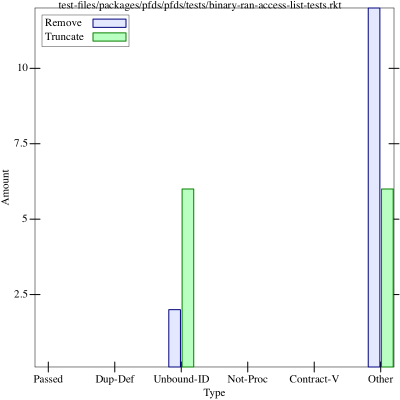 test-files/packages/pfds/pfds/tests/binary-ran-access-list-tests.rkt
Remove
Truncate
10
7.5
5
2.5
Amount
Passed Dup-Def Unbound-ID Not-Proc Contract-V Other
Type